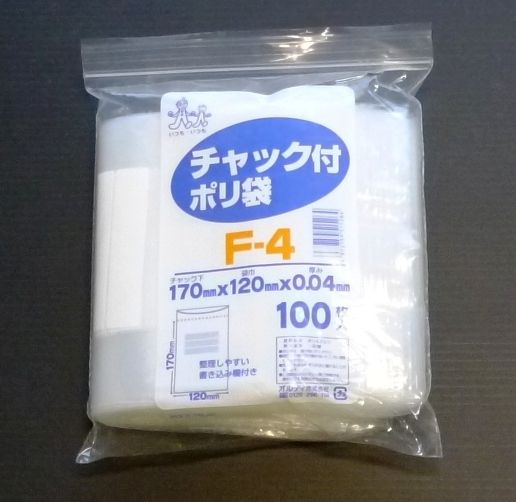 いつも・いつも
チャック付
ポリ袋
F-4
チャック下 袋巾 厚み
170mm×120mm×0.04mm
100枚入
170mm
整理しやすい
書き込み欄付き
120mm